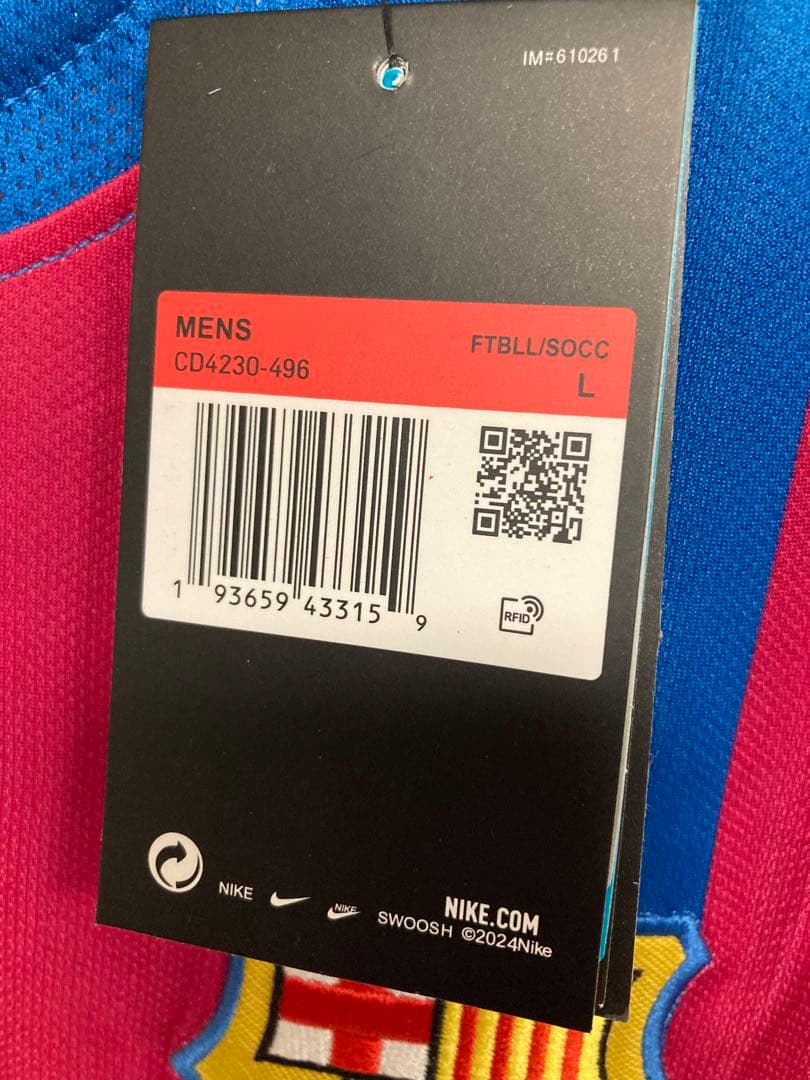 IM#610261
MENS
FTBLL/SOCC
CD4230-496
L
1 93659 43315 9
RFID
NIKE
NIKE
NIKE.COM
SWOOSH ©2024Nike